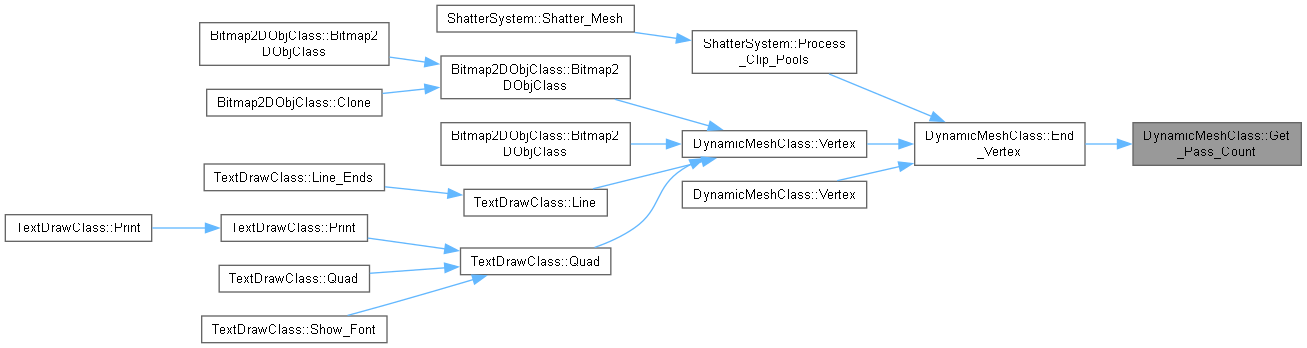 ShatterSystem::Shatter_Mesh
Bitmap2DObjClass::Bitmap2
DObjClass
ShatterSystem::Process
_Clip_Pools
Bitmap2DObjClass::Bitmap2
DObjClass
Bitmap2DObjClass::Clone
Bitmap2DObjClass::Bitmap2
DObjClass
DynamicMeshClass::Vertex
DynamicMeshClass::End
_Vertex
DynamicMeshClass::Get
_Pass_Count
TextDrawClass::Line_Ends
TextDrawClass::Line
DynamicMeshClass::Vertex
TextDrawClass::Print
TextDrawClass::Print
TextDrawClass::Quad
TextDrawClass::Quad
TextDrawClass::Show_Font